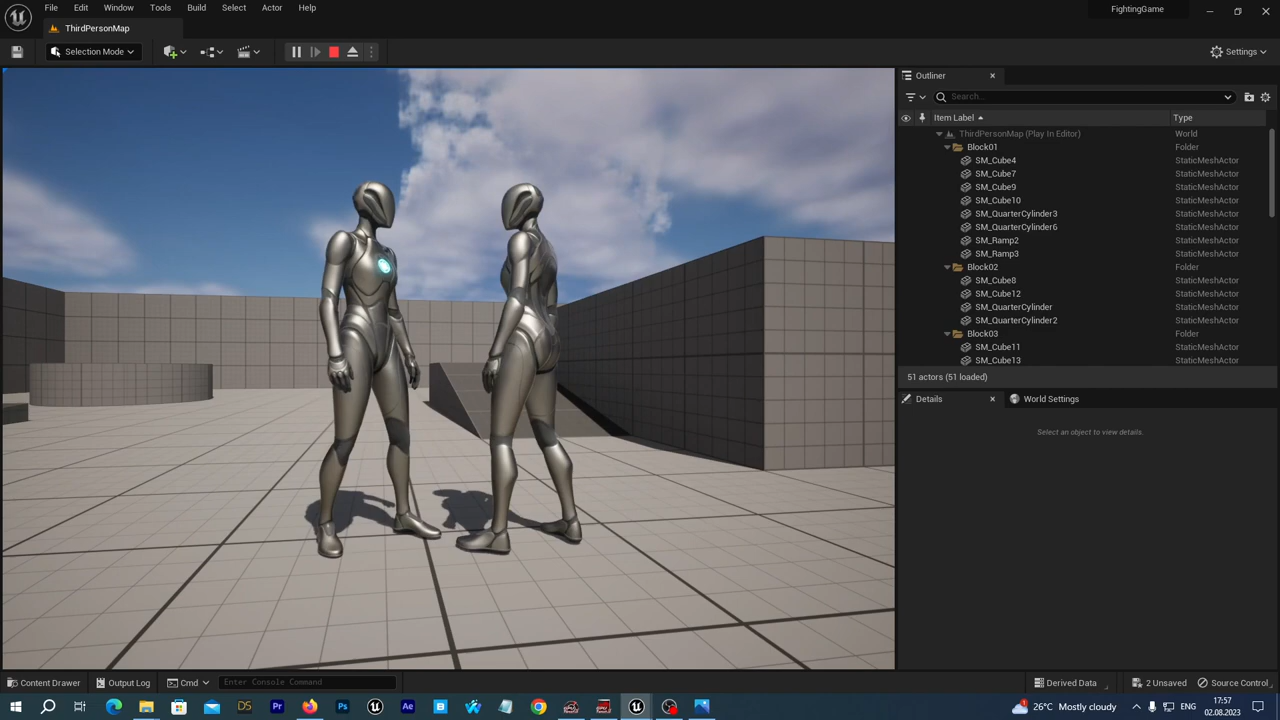 File Edit Window Tools Build Select Actor Help
FightingGame
ThirdPersonMap
Selection Mode
Settings
Outliner
Search...
Item Label Type
ThirdPersonMap (Play In Editor) World
Block01 Folder
SM_Cube4 StaticMeshActor
SM_Cube7 StaticMeshActor
SM_Cube9 StaticMeshActor
SM_Cube10 StaticMeshActor
SM_QuarterCylinder3 StaticMeshActor
SM_QuarterCylinder6 StaticMeshActor
SM_Ramp2 StaticMeshActor
SM_Ramp3 StaticMeshActor
Block02 Folder
SM_Cube8 StaticMeshActor
SM_Cube12 StaticMeshActor
SM_QuarterCylinder StaticMeshActor
SM_QuarterCylinder2 StaticMeshActor
Block03 Folder
SM_Cube11 StaticMeshActor
SM_Cube13 StaticMeshActor
51 actors (51 loaded)
Details World Settings
Select an object to view details.
Content Drawer Output Log Cmd Enter Console Command Derived Data 2 Unsaved Source Control
DS Pr Ps Ae
26°C Mostly cloudy ENG
17:57
02.08.2023